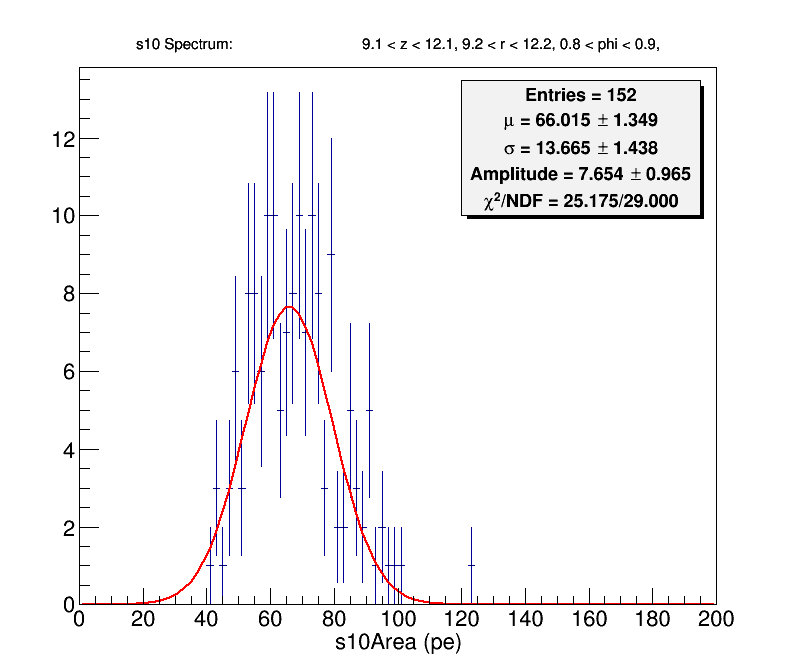 s10 Spectrum: 9.1 < z < 12.1, 9.2 < r < 12.2, 0.8 < phi < 0.9,
Entries = 152
μ = 66.015 ± 1.349
σ = 13.665 ± 1.438
Amplitude = 7.654 ± 0.965
χ²/NDF = 25.175/29.000
12
10
8
6
4
2
0
0 20 40 60 80 100 120 140 160 180 200
s10Area (pe)